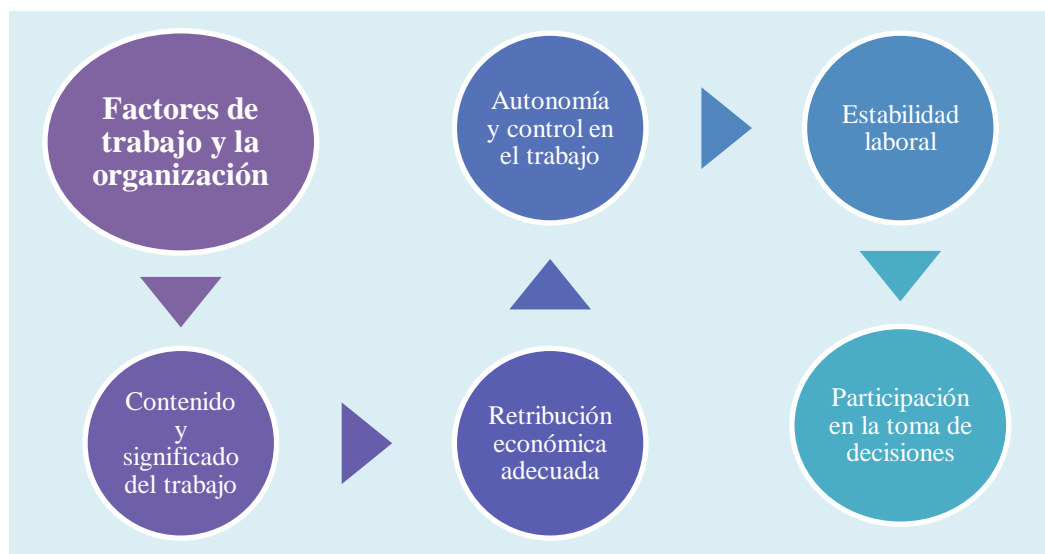 Factores de
trabajo y la
organización
Contenido
y
significado
del trabajo
Retribución
económica
adecuada
Autonomía
y control en
el trabajo
Estabilidad
laboral
Participación
en la toma de
decisiones